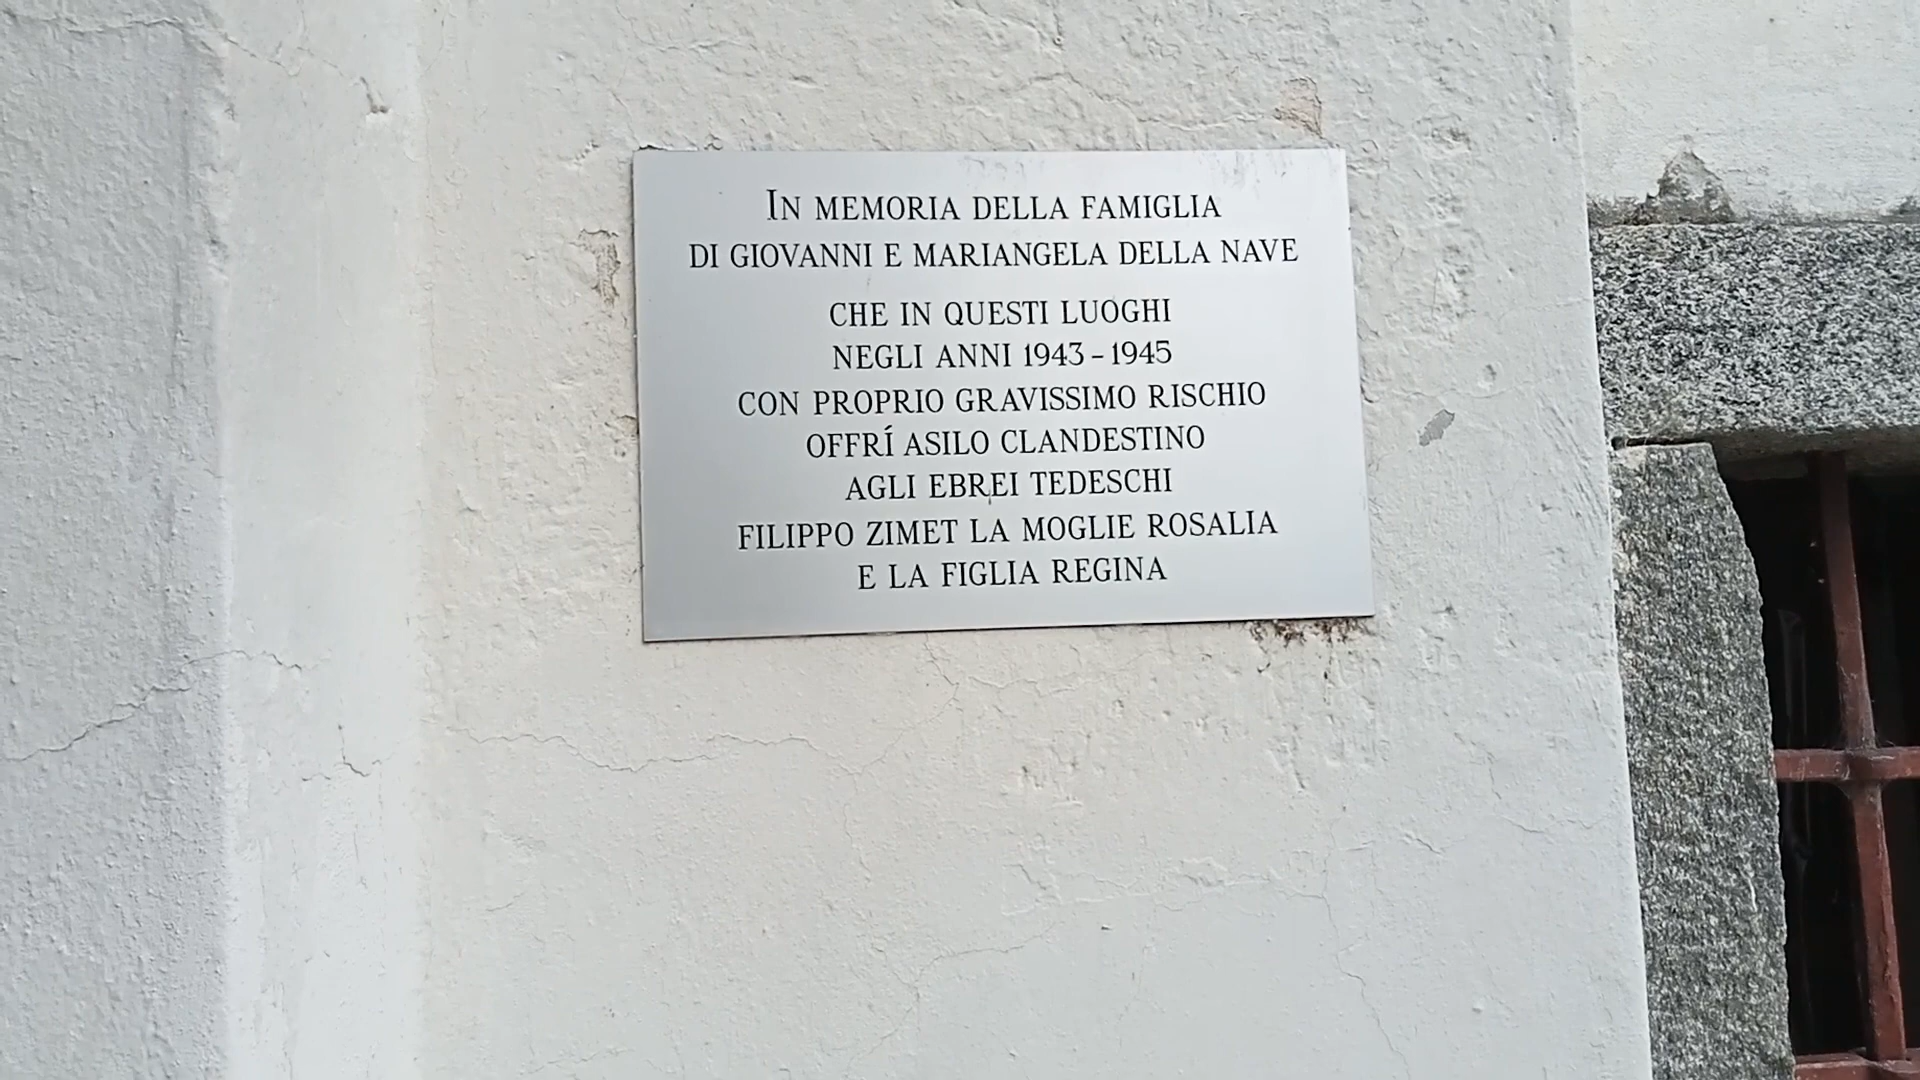 In memoria della famiglia
di Giovanni e Mariangela Della Nave
che in questi luoghi
negli anni 1943-1945
con proprio gravissimo rischio
offrí asilo clandestino
agli ebrei tedeschi
Filippo Zimet la moglie Rosalia
e la figlia Regina